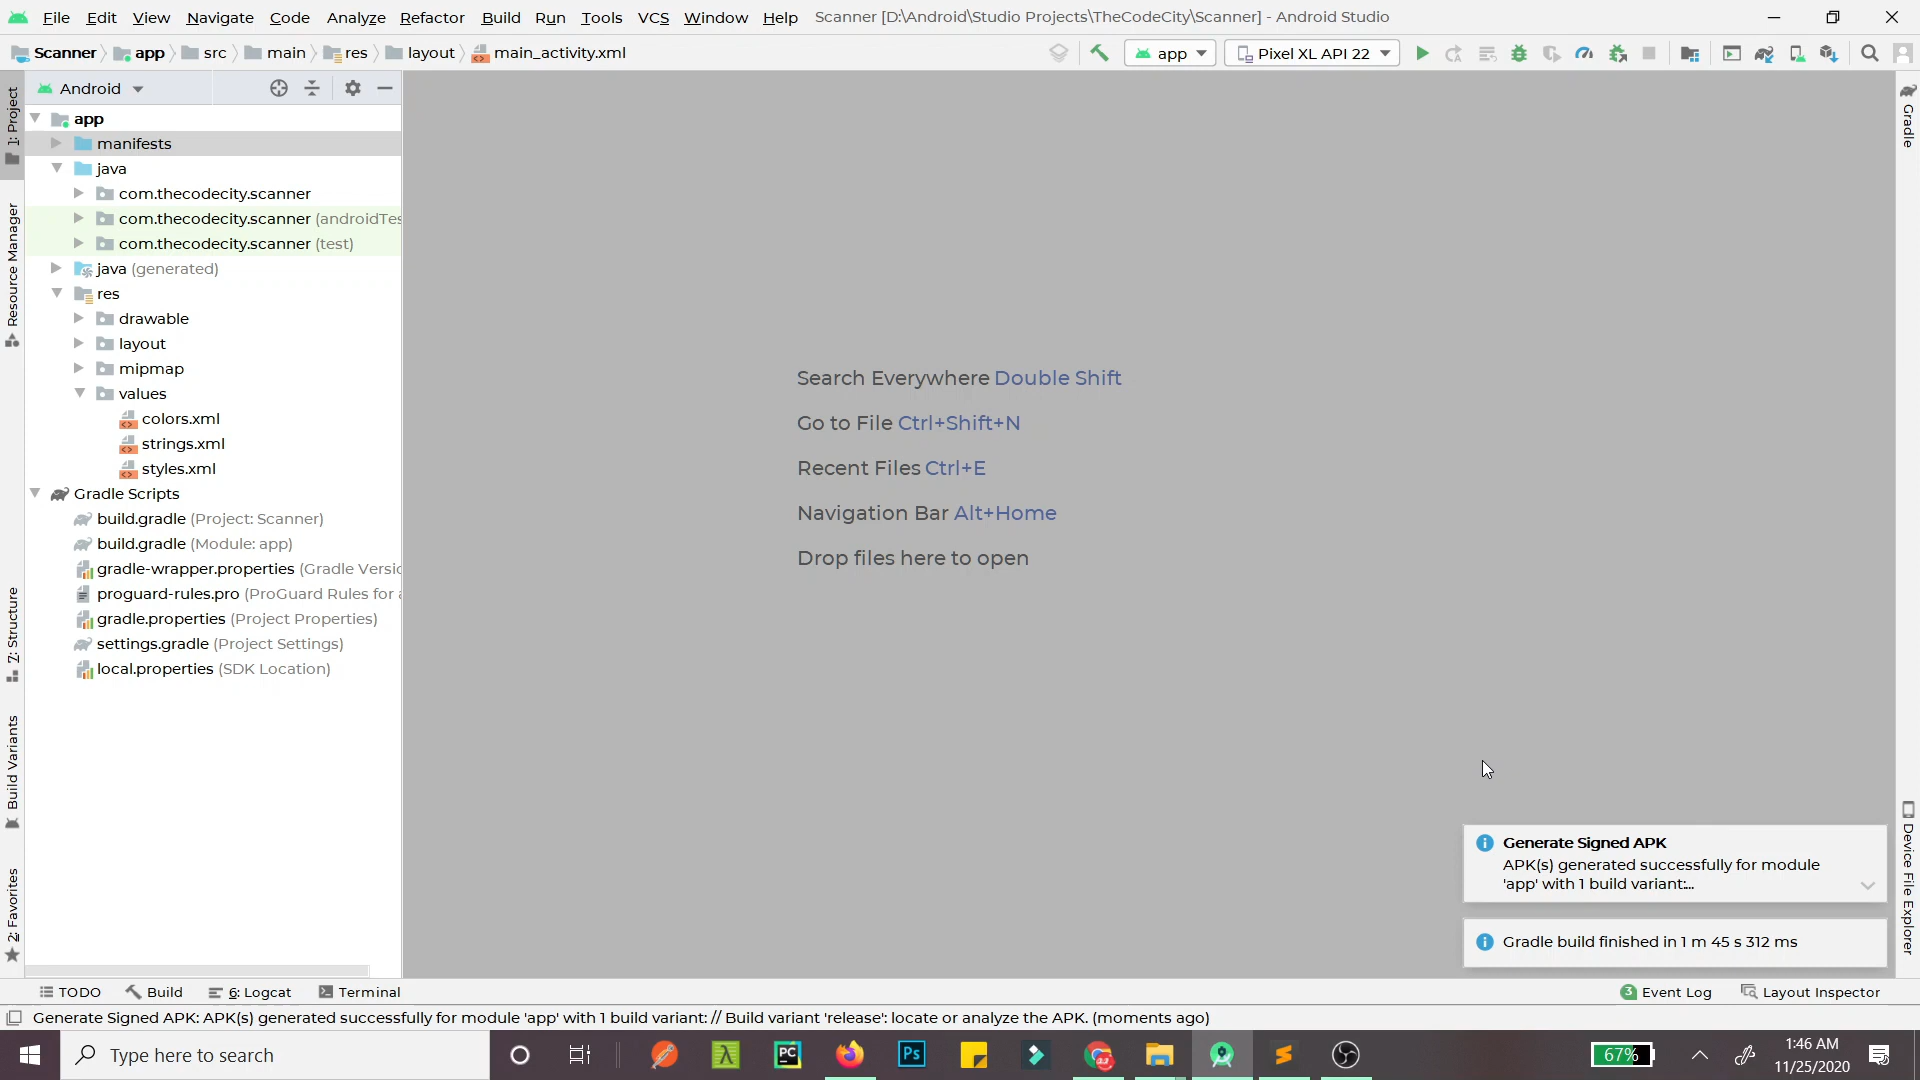 File Edit View Navigate Code Analyze Refactor Build Run Tools VCS Window Help Scanner [D:\Android\Studio Projects\TheCodeCity\Scanner] - Android Studio
Scanner app src main res layout main_activity.xml app Pixel XL API 22
Android
1: Project
Resource Manager
7: Structure
Build Variants
2: Favorites
app
manifests
java
com.thecodecity.scanner
com.thecodecity.scanner (androidTes
com.thecodecity.scanner (test)
java (generated)
res
drawable
layout
mipmap
values
colors.xml
strings.xml
styles.xml
Gradle Scripts
build.gradle (Project: Scanner)
build.gradle (Module: app)
gradle-wrapper.properties (Gradle Versio
proguard-rules.pro (ProGuard Rules for a
gradle.properties (Project Properties)
settings.gradle (Project Settings)
local.properties (SDK Location)
Search Everywhere Double Shift
Go to File Ctrl+Shift+N
Recent Files Ctrl+E
Navigation Bar Alt+Home
Drop files here to open
Gradle
Device File Explorer
Generate Signed APK
APK(s) generated successfully for module
'app' with 1 build variant:...
Gradle build finished in 1 m 45 s 312 ms
TODO Build 6: Logcat Terminal 3 Event Log Layout Inspector
Generate Signed APK: APK(s) generated successfully for module 'app' with 1 build variant: // Build variant 'release': locate or analyze the APK. (moments ago)
Type here to search
PC
Ps
67%
1:46 AM
11/25/2020